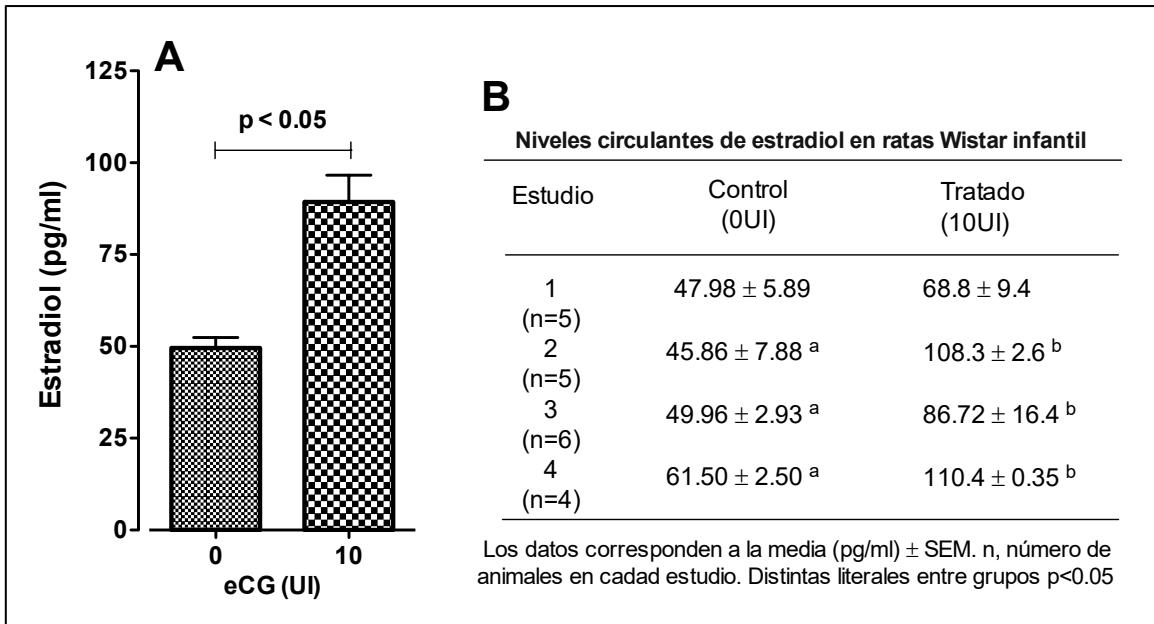 A
125
100
75
50
25
0
Estradiol (pg/ml)
p < 0.05
0 10
eCG (UI)
B
Niveles circulantes de estradiol en ratas Wistar infantil
Estudio Control Tratado
(0UI) (10UI)
1 47.98 ± 5.89 68.8 ± 9.4
(n=5)
2 45.86 ± 7.88 a 108.3 ± 2.6 b
(n=5)
3 49.96 ± 2.93 a 86.72 ± 16.4 b
(n=6)
4 61.50 ± 2.50 a 110.4 ± 0.35 b
(n=4)
Los datos corresponden a la media (pg/ml) ± SEM. n, número de
animales en cadad estudio. Distintas literales entre grupos p<0.05